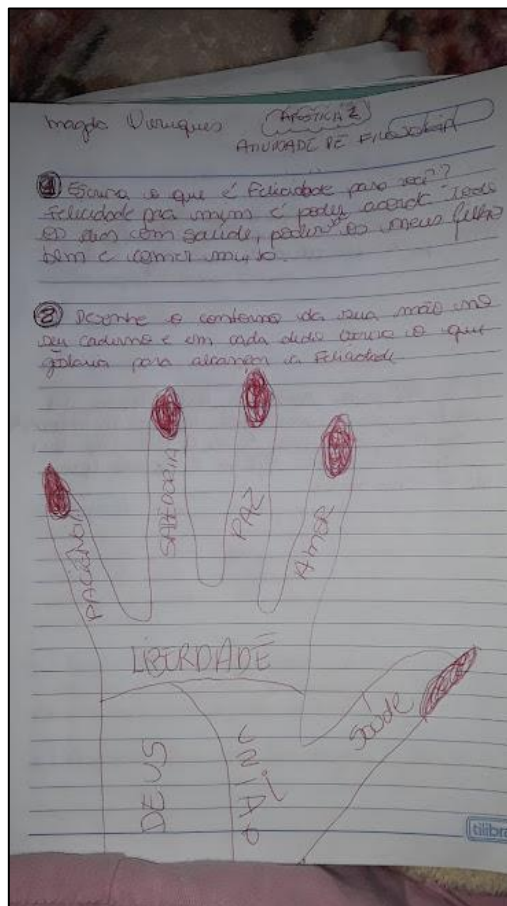 Magda
APOSTILA 2
ATIVIDADE DE FILOSOFIA
1 Escreva o que é Felicidade para você??
Felicidade pra mim é poder acordar todos
os dias com saúde, poder os meus filhos
bem e comer muito.
2 Desenhe o contorno da sua mão no
seu caderno e em cada dedo escreva o que
gostaria para alcançar a Felicidade
PACIÊNCIA
SABEDORIA
PAZ
AMOR
LIBERDADE
SAÚDE
DEUS
UNIÃO
tilibra